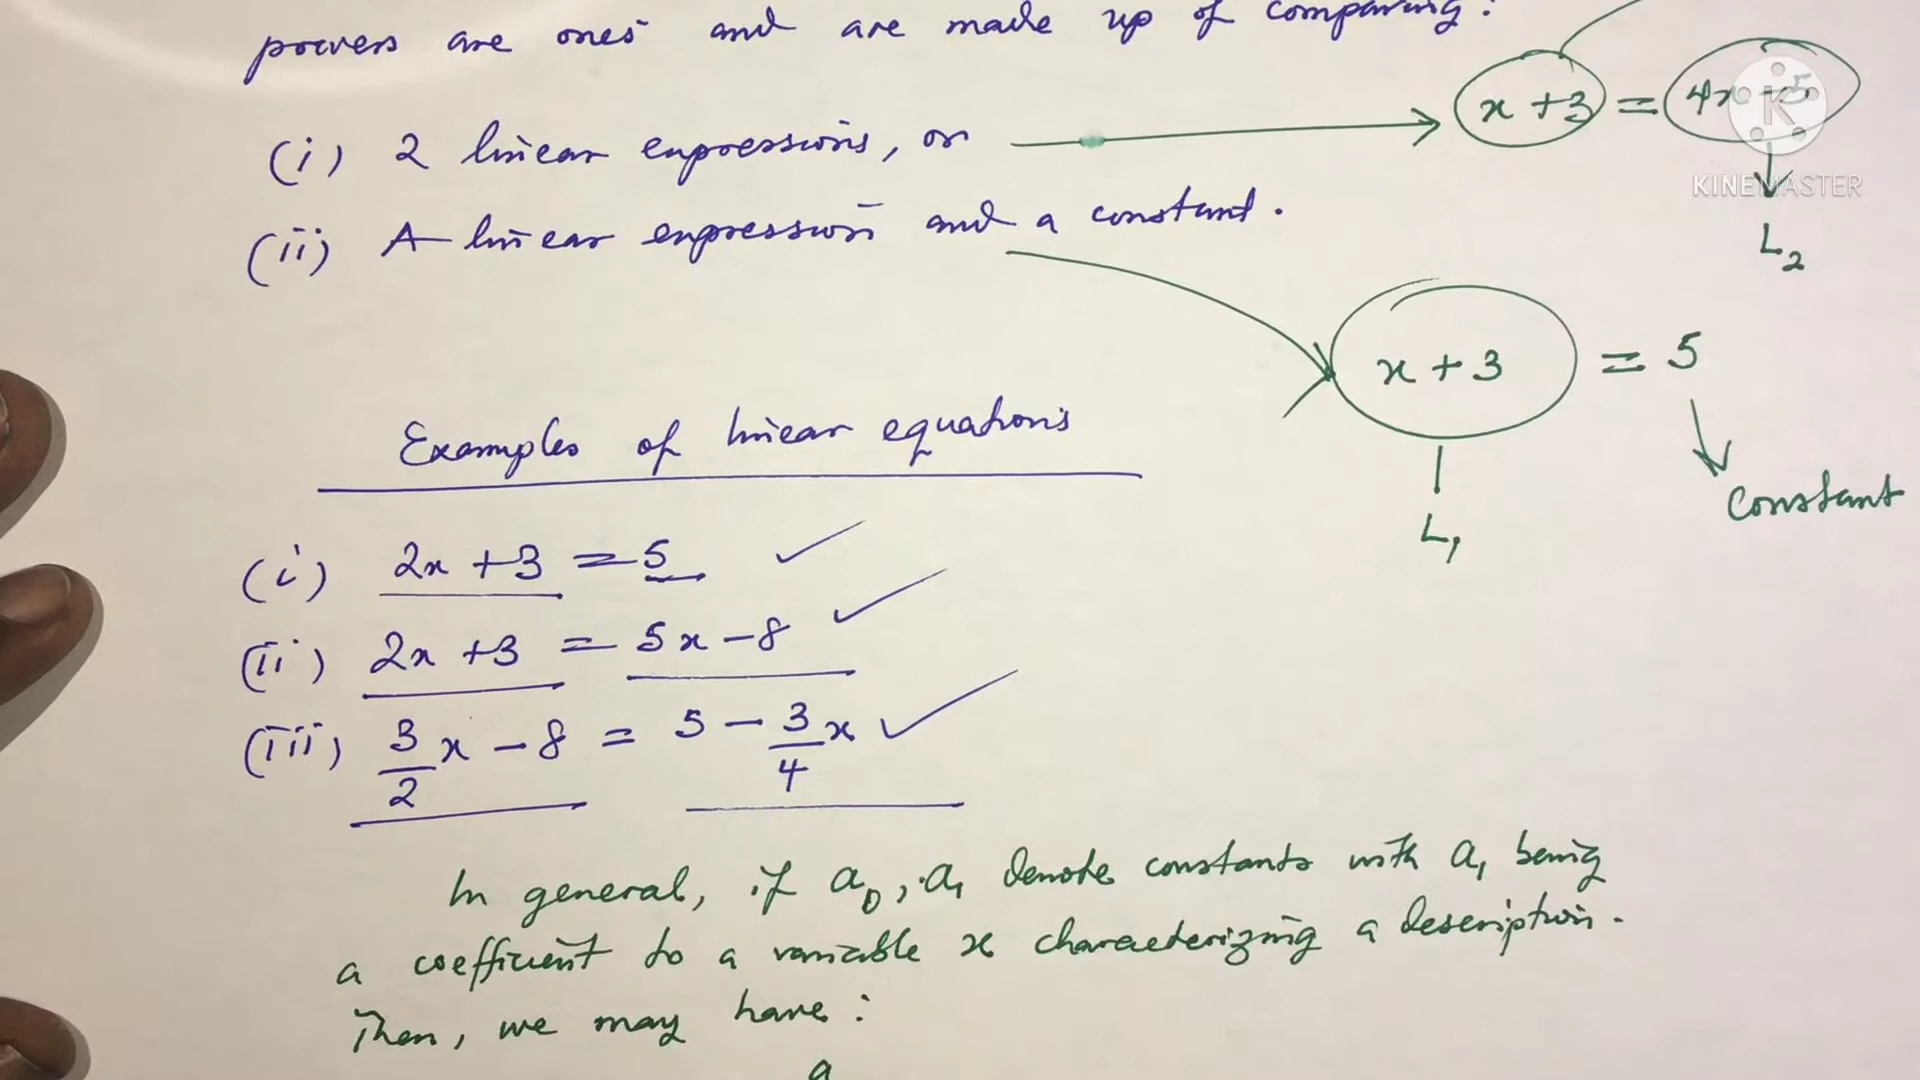 powers are ones and are made up of comparing:
(i) 2 linear expressions, or
x + 3 = 4x - 5
KINEMASTER
L2
(ii) A linear expression and a constant.
x + 3 = 5
Constant
L1
Examples of linear equations
(i) 2x + 3 = 5
(ii) 2x + 3 = 5x - 8
(iii) 3/2 x - 8 = 5 - 3/4 x
In general, if a0, a1 denote constants with a1 being
a coefficient to a variable x characterizing a description.
Then, we may have: